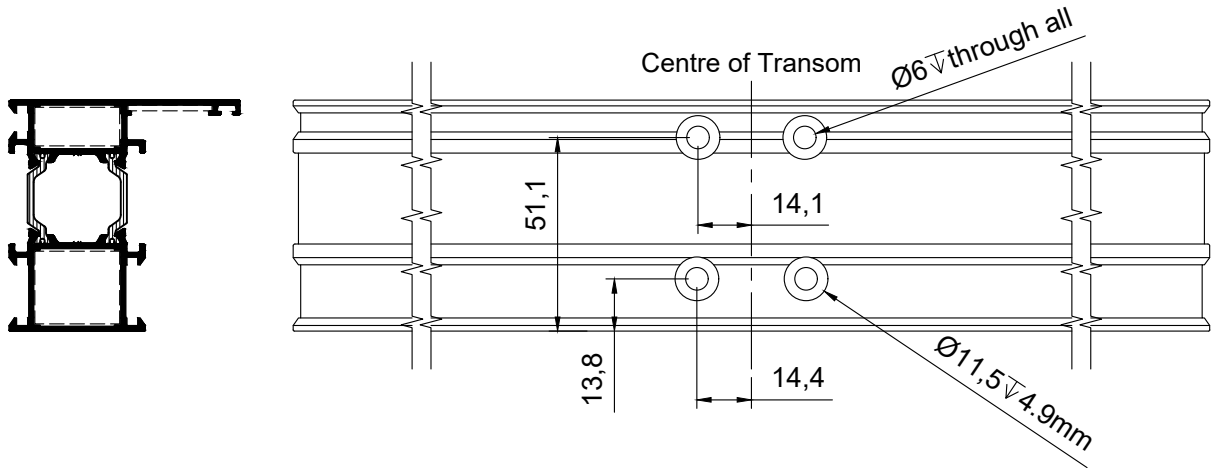 Centre of Transom
Ø6↧through all
51,1
14,1
13,8
14,4
Ø11,5↧4.9mm